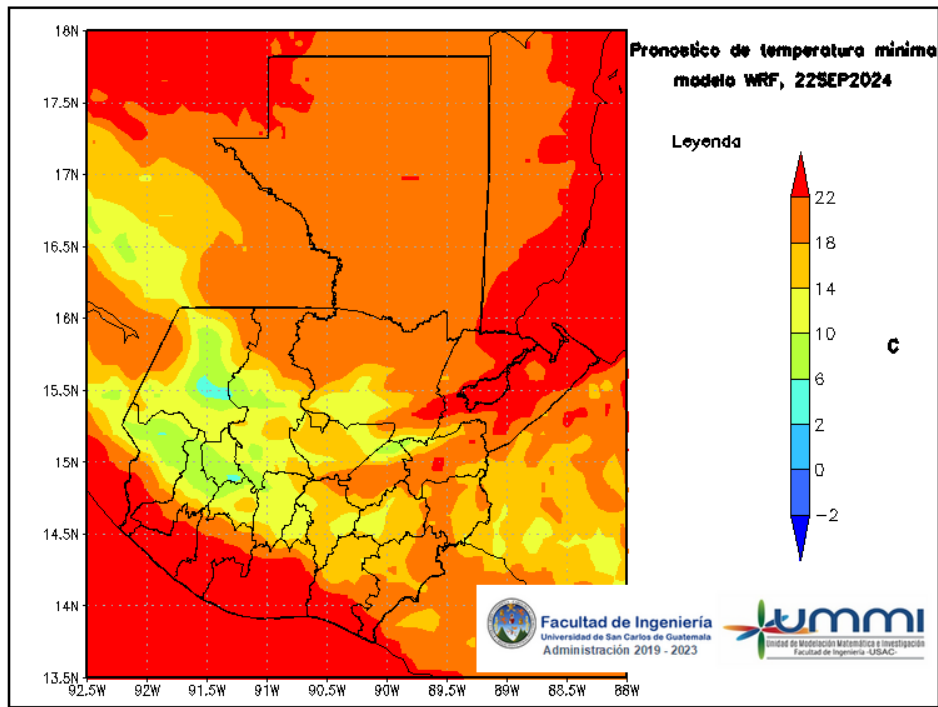 Pronostico de temperatura minima
modelo WRF, 22SEP2024
Leyenda
22
18
14
10
6
2
0
-2
C
18N
17.5N
17N
16.5N
16N
15.5N
15N
14.5N
14N
13.5N
92.5W 92W 91.5W 91W 90.5W 90W 89.5W 89W 88.5W 88W
Facultad de Ingeniería
Universidad de San Carlos de Guatemala
Administración 2019 - 2023
ummi
Unidad de Modelación Matemática e Investigación
Facultad de Ingeniería -USAC-